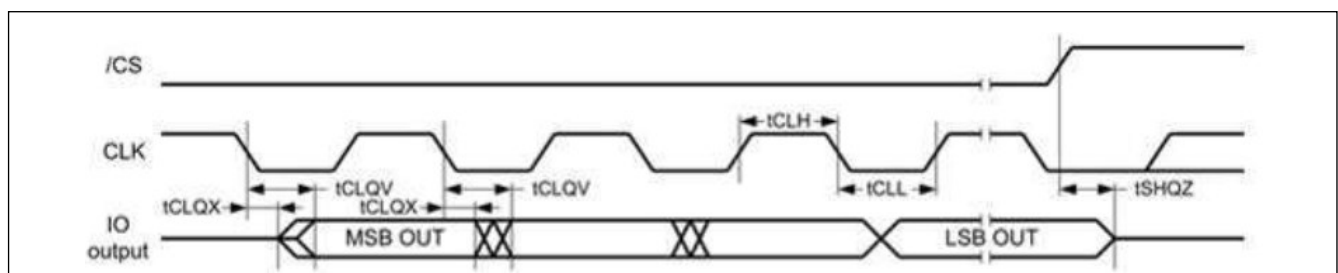 /CS
CLK
tCLH
tCLQV
tCLQV
tCLL
tSHQZ
tCLQX
tCLQX
IO
output
MSB OUT
LSB OUT